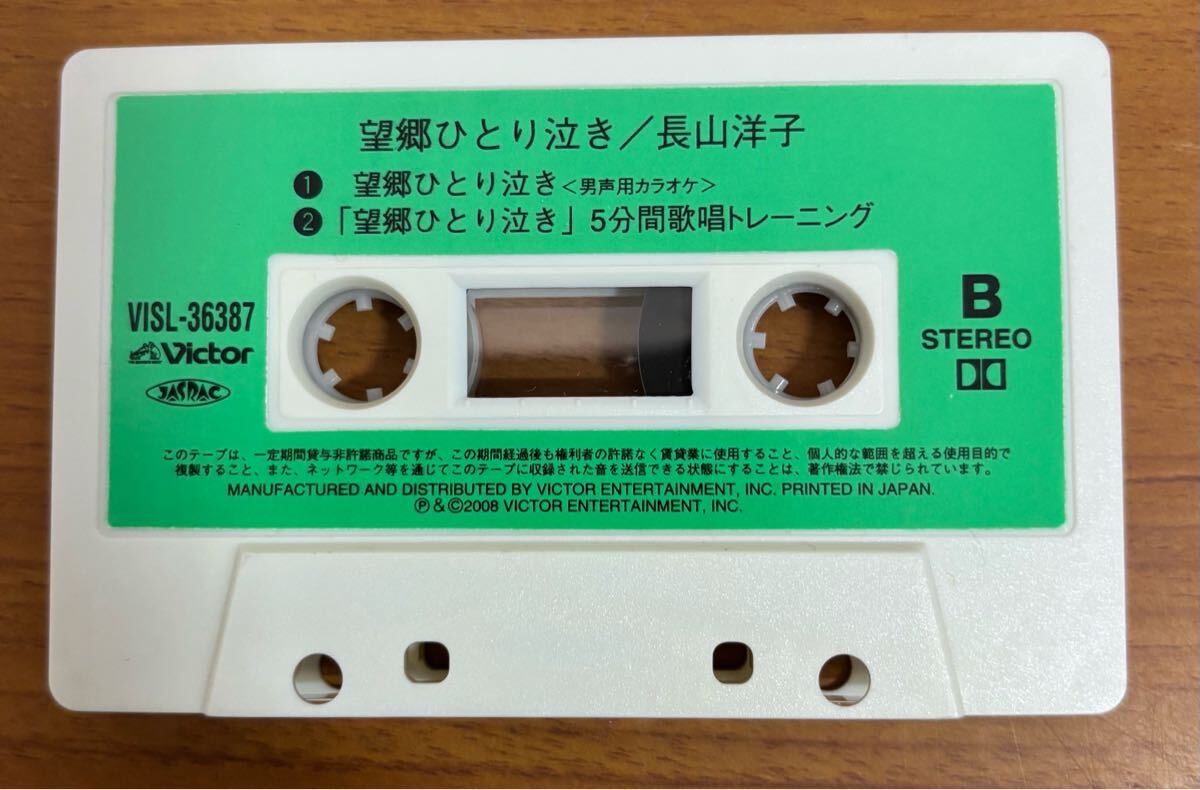 望郷ひとり泣き／長山洋子
❶ 望郷ひとり泣き＜男声用カラオケ＞
❷「望郷ひとり泣き」5分間歌唱トレーニング
VISL-36387
Victor
JASRAC
B
STEREO
このテープは、一定期間貸与非許諾商品ですが、この期間経過後も権利者の許諾なく賃貸業に使用すること、個人的な範囲を超える使用目的で
複製すること、また、ネットワーク等を通じてこのテープに収録された音を送信できる状態にすることは、著作権法で禁じられています。
MANUFACTURED AND DISTRIBUTED BY VICTOR ENTERTAINMENT, INC. PRINTED IN JAPAN.
℗&©2008 VICTOR ENTERTAINMENT, INC.